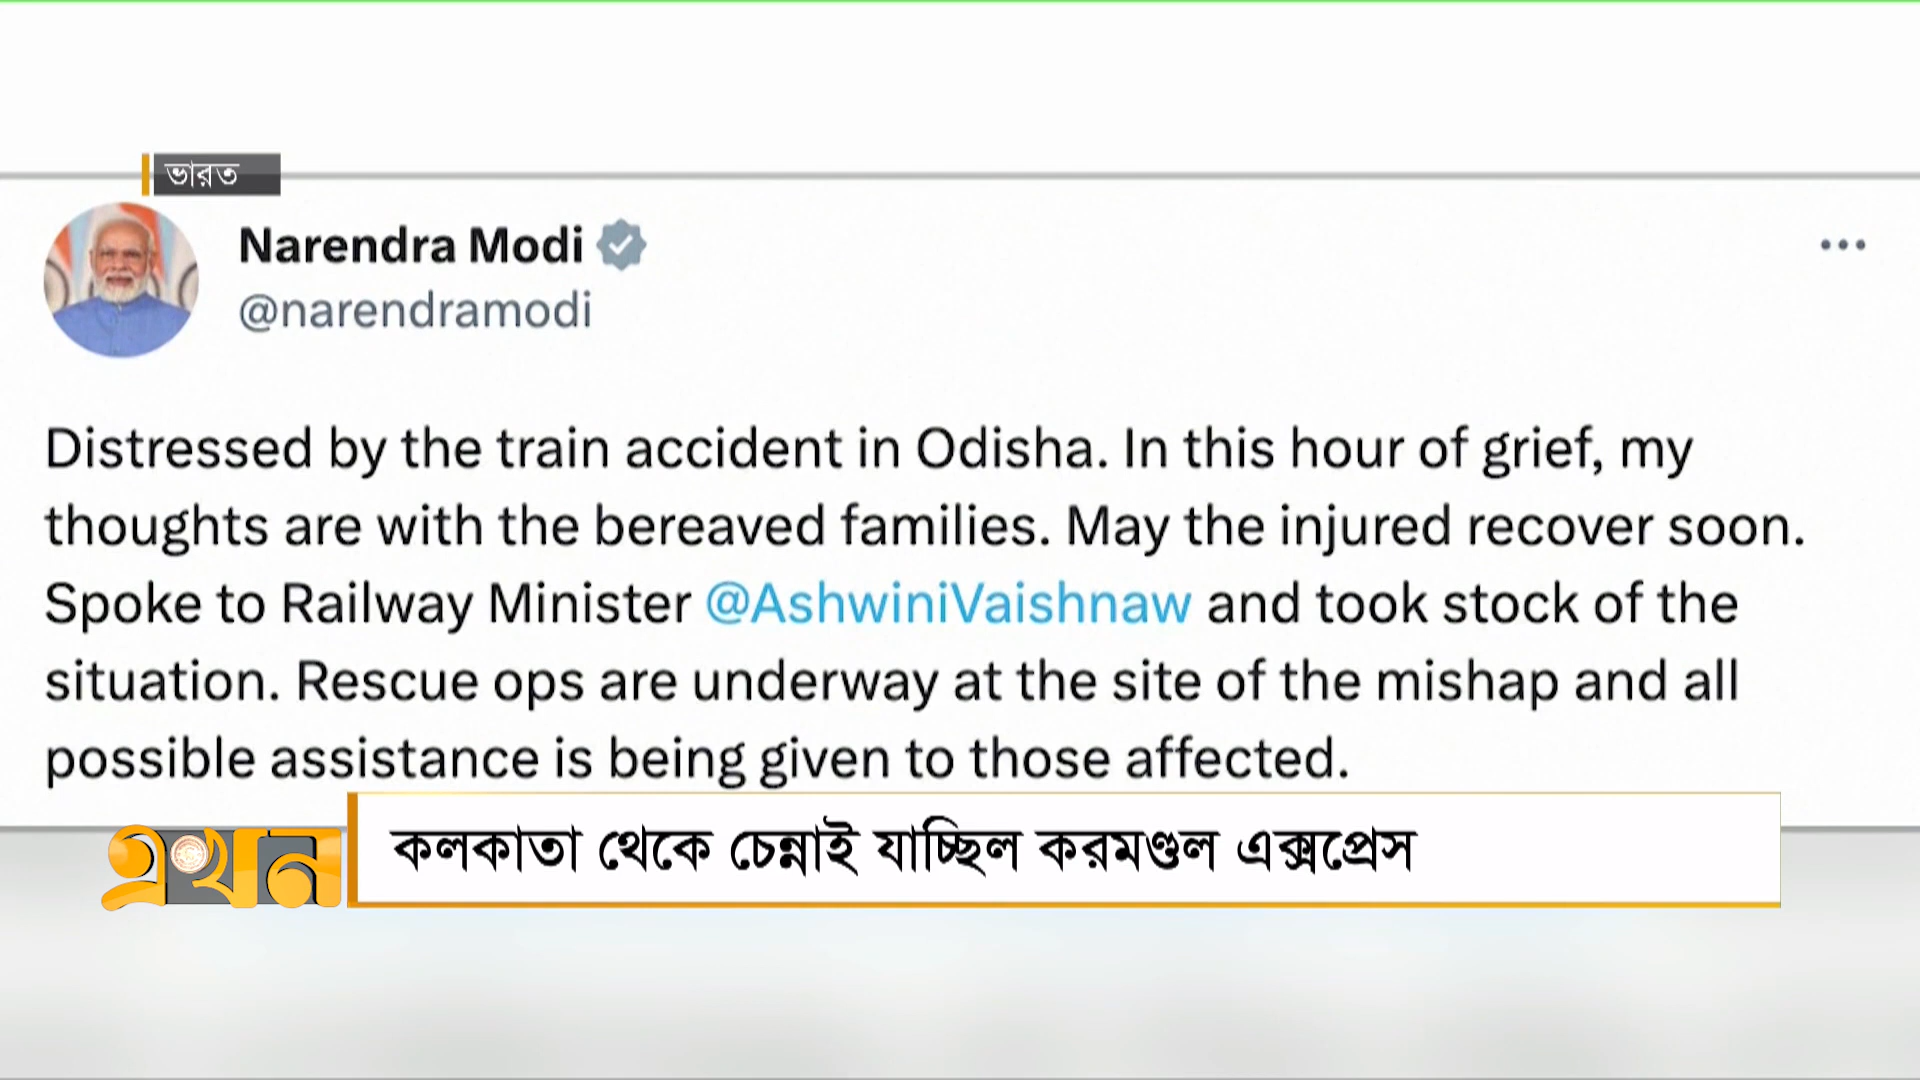 ভারত
Narendra Modi
@narendramodi
Distressed by the train accident in Odisha. In this hour of grief, my
thoughts are with the bereaved families. May the injured recover soon.
Spoke to Railway Minister @AshwiniVaishnaw and took stock of the
situation. Rescue ops are underway at the site of the mishap and all
possible assistance is being given to those affected.
এখন
কলকাতা থেকে চেন্নাই যাচ্ছিল করমণ্ডল এক্সপ্রেস